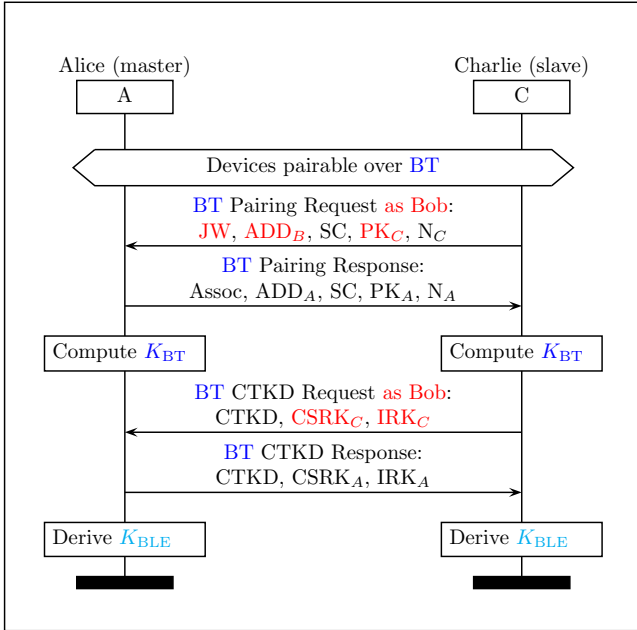 Alice (master) Charlie (slave)
A C
Devices pairable over BT
BT Pairing Request as Bob:
JW, ADD_B, SC, PK_C, N_C
BT Pairing Response:
Assoc, ADD_A, SC, PK_A, N_A
Compute K_BT Compute K_BT
BT CTKD Request as Bob:
CTKD, CSRK_C, IRK_C
BT CTKD Response:
CTKD, CSRK_A, IRK_A
Derive K_BLE Derive K_BLE